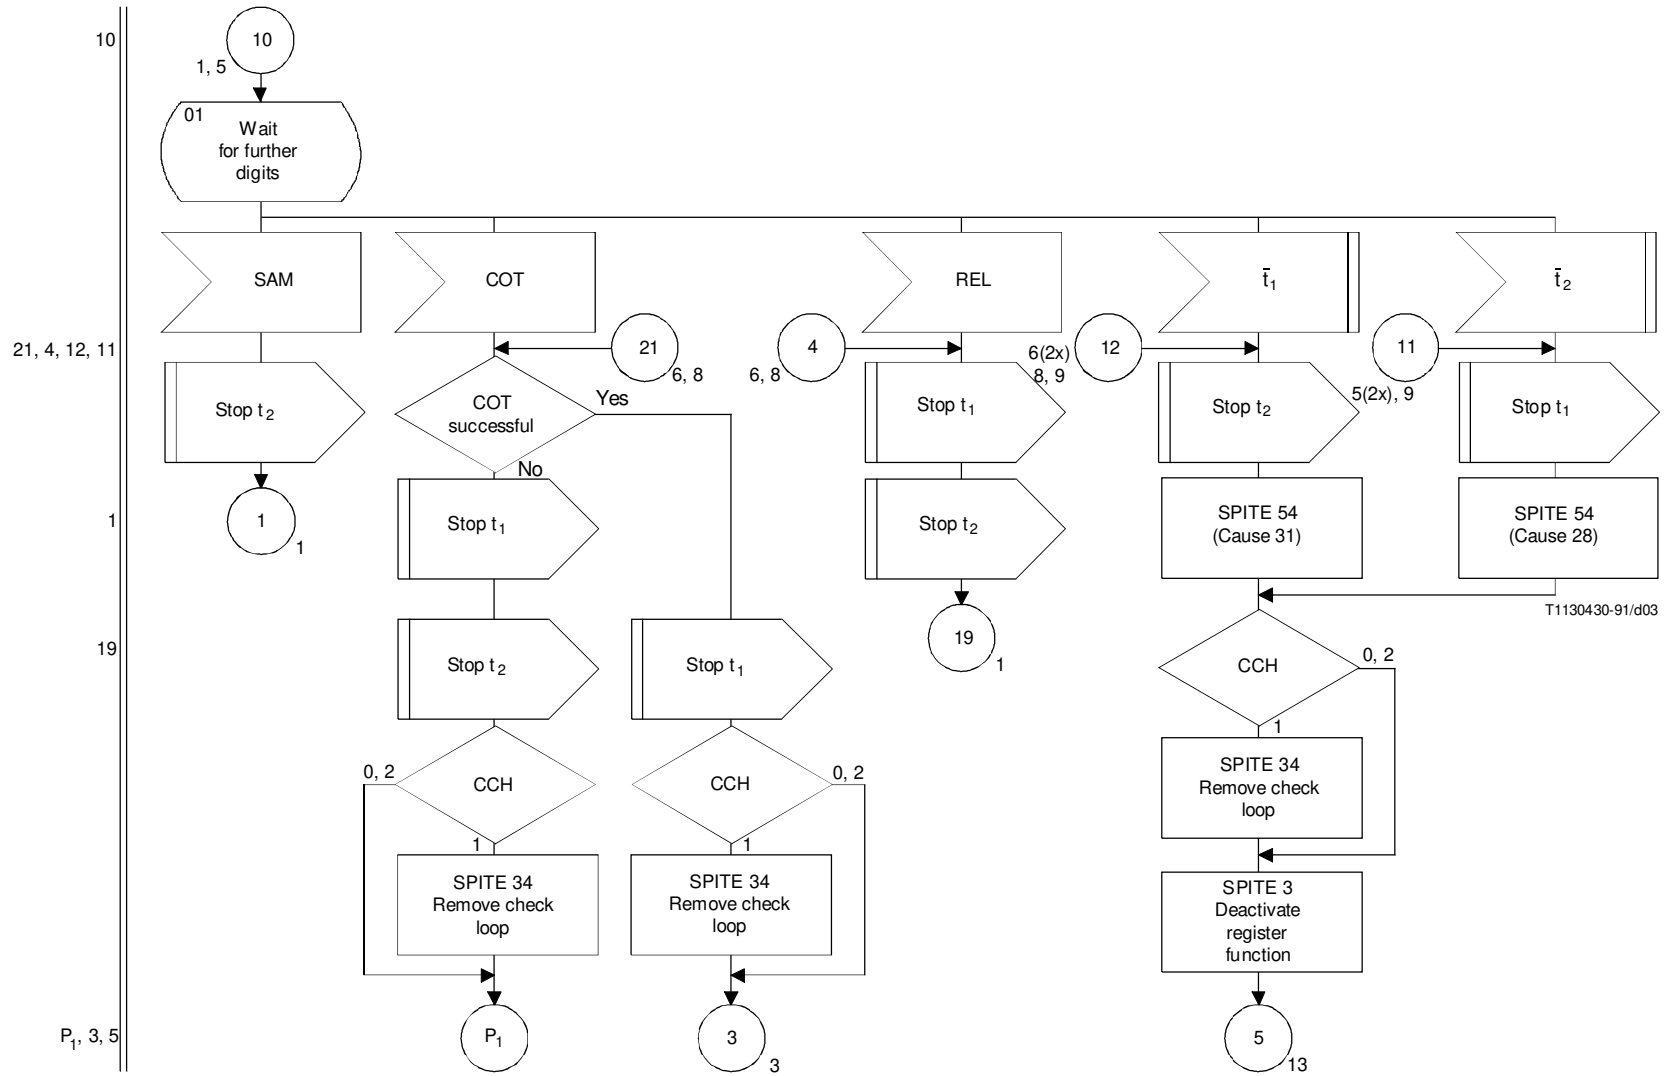 10
10
1, 5
01
Wait
for further
digits
SAM
COT
REL
t̄1
t̄2
21, 4, 12, 11
21
6, 8
4
6, 8
6(2x)
8, 9
12
11
5(2x), 9
Stop t2
COT
successful
Yes
No
Stop t1
Stop t2
Stop t1
1
1
1
Stop t1
Stop t2
SPITE 54
(Cause 31)
SPITE 54
(Cause 28)
T1130430-91/d03
19
19
1
Stop t2
Stop t1
CCH
0, 2
1
CCH
0, 2
1
CCH
0, 2
1
SPITE 34
Remove check
loop
SPITE 34
Remove check
loop
SPITE 34
Remove check
loop
SPITE 3
Deactivate
register
function
P1, 3, 5
P1
3
3
5
13